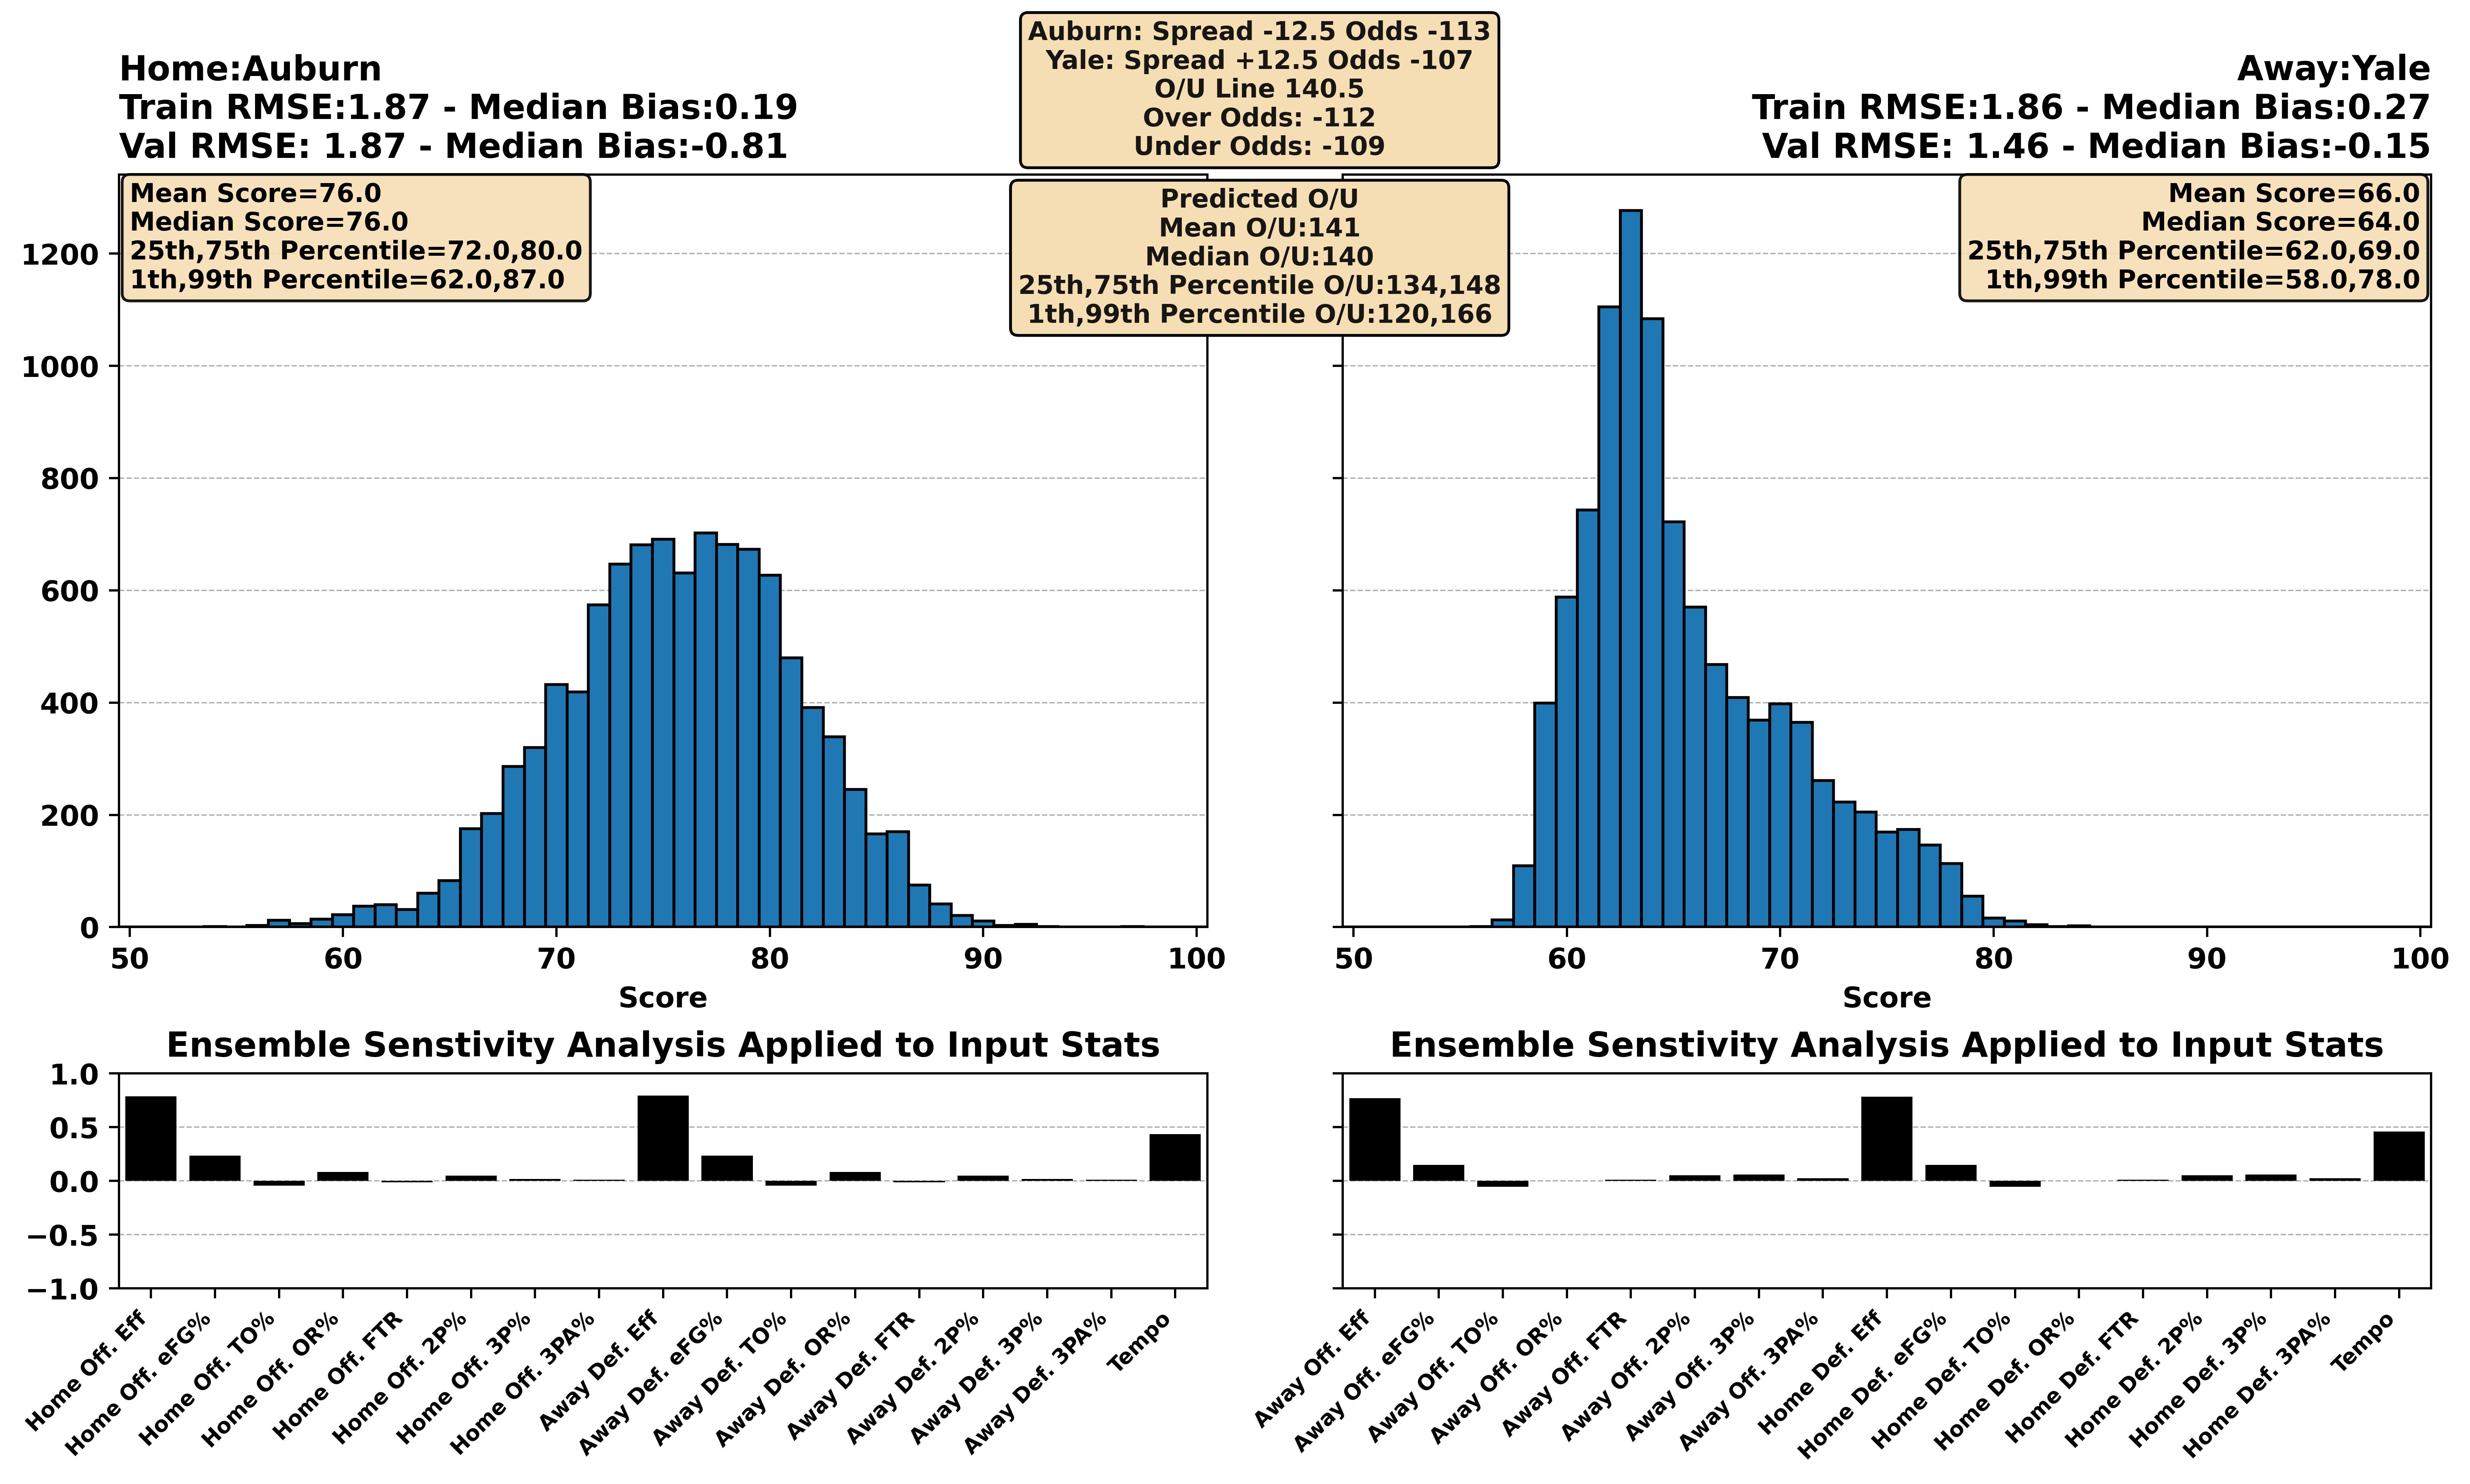 Auburn: Spread -12.5 Odds -113
Yale: Spread +12.5 Odds -107
O/U Line 140.5
Over Odds: -112
Under Odds: -109
Home:Auburn
Train RMSE:1.87 - Median Bias:0.19
Val RMSE: 1.87 - Median Bias:-0.81
Away:Yale
Train RMSE:1.86 - Median Bias:0.27
Val RMSE: 1.46 - Median Bias:-0.15
Mean Score=76.0
Median Score=76.0
25th,75th Percentile=72.0,80.0
1th,99th Percentile=62.0,87.0
Predicted O/U
Mean O/U:141
Median O/U:140
25th,75th Percentile O/U:134,148
1th,99th Percentile O/U:120,166
Mean Score=66.0
Median Score=64.0
25th,75th Percentile=62.0,69.0
1th,99th Percentile=58.0,78.0
1200
1000
800
600
400
200
0
50 60 70 80 90 100
Score
50 60 70 80 90 100
Score
Ensemble Senstivity Analysis Applied to Input Stats
1.0
0.5
0.0
−0.5
−1.0
Home Off. Eff
Home Off. eFG%
Home Off. TO%
Home Off. OR%
Home Off. FTR
Home Off. 2P%
Home Off. 3P%
Home Off. 3PA%
Away Def. Eff
Away Def. eFG%
Away Def. TO%
Away Def. OR%
Away Def. FTR
Away Def. 2P%
Away Def. 3P%
Away Def. 3PA%
Tempo
Ensemble Senstivity Analysis Applied to Input Stats
Away Off. Eff
Away Off. eFG%
Away Off. TO%
Away Off. OR%
Away Off. FTR
Away Off. 2P%
Away Off. 3P%
Away Off. 3PA%
Home Def. Eff
Home Def. eFG%
Home Def. TO%
Home Def. OR%
Home Def. FTR
Home Def. 2P%
Home Def. 3P%
Home Def. 3PA%
Tempo